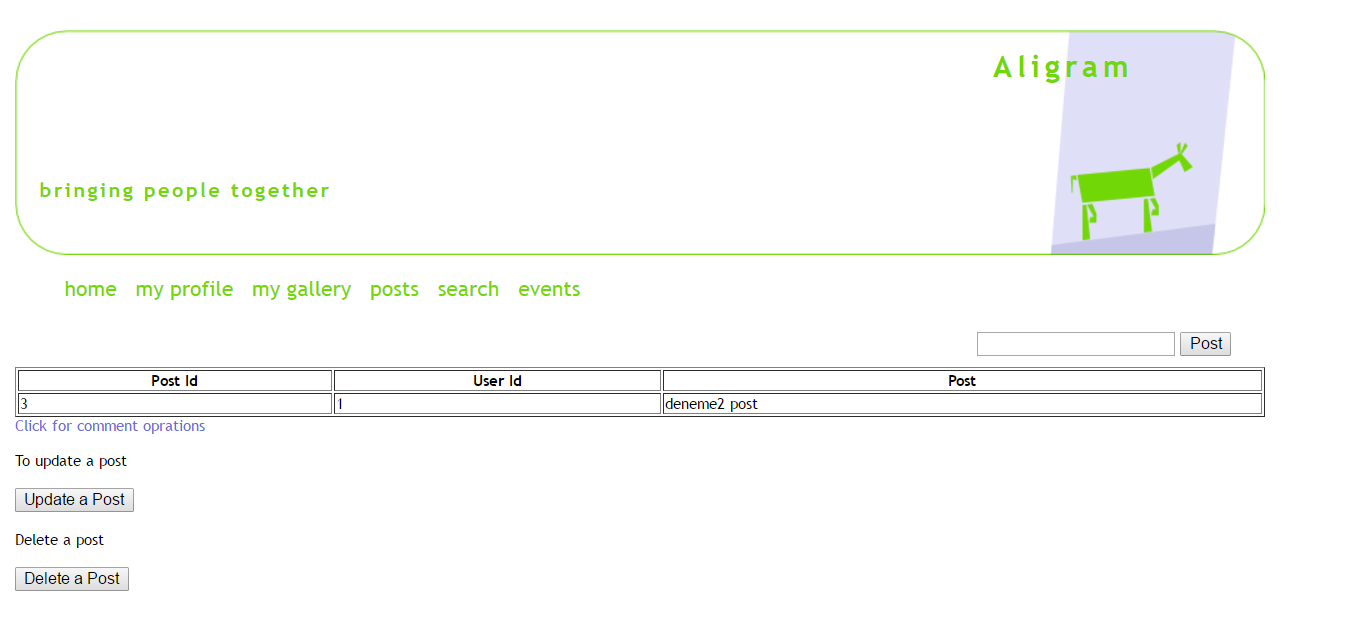 Aligram
bringing people together
home my profile my gallery posts search events
Post
Post Id User Id Post
3 1 deneme2 post
Click for comment oprations
To update a post
Update a Post
Delete a post
Delete a Post